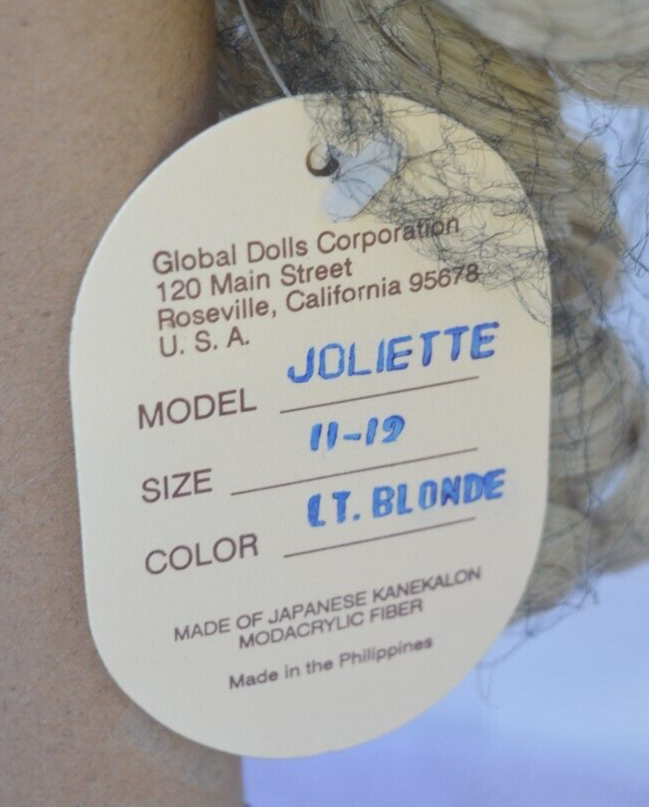 Global Dolls Corporation
120 Main Street
Roseville, California 95678
U. S. A.
MODEL JOLIETTE
SIZE 11-12
COLOR LT. BLONDE
MADE OF JAPANESE KANEKALON
MODACRYLIC FIBER
Made in the Philippines